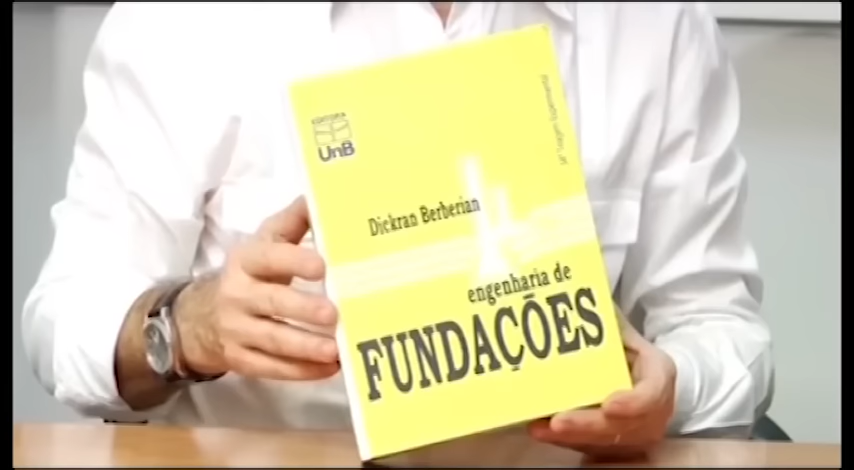 EDITORA
UnB
Dickran Berberian
engenharia de
FUNDAÇÕES